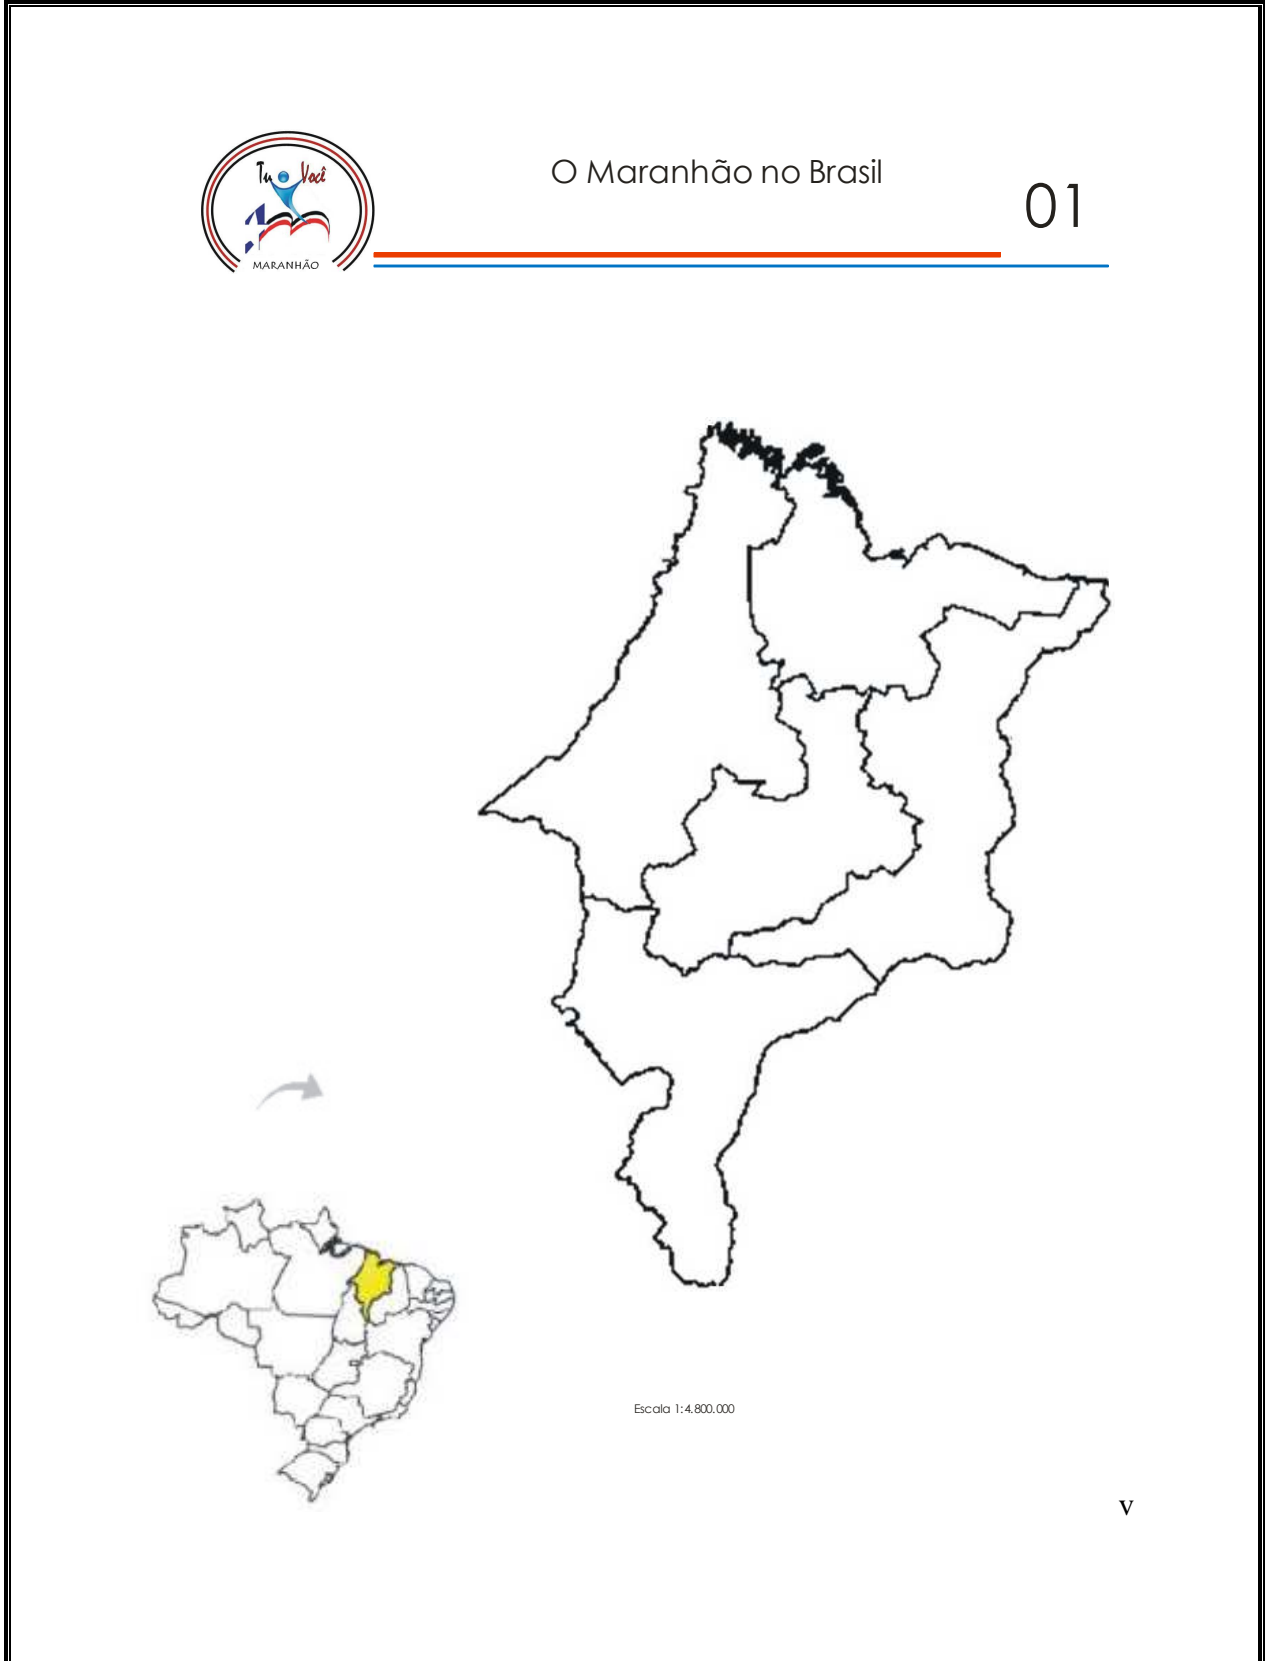 Tu Você
MARANHÃO
O Maranhão no Brasil
01
Escala 1:4.800.000
v